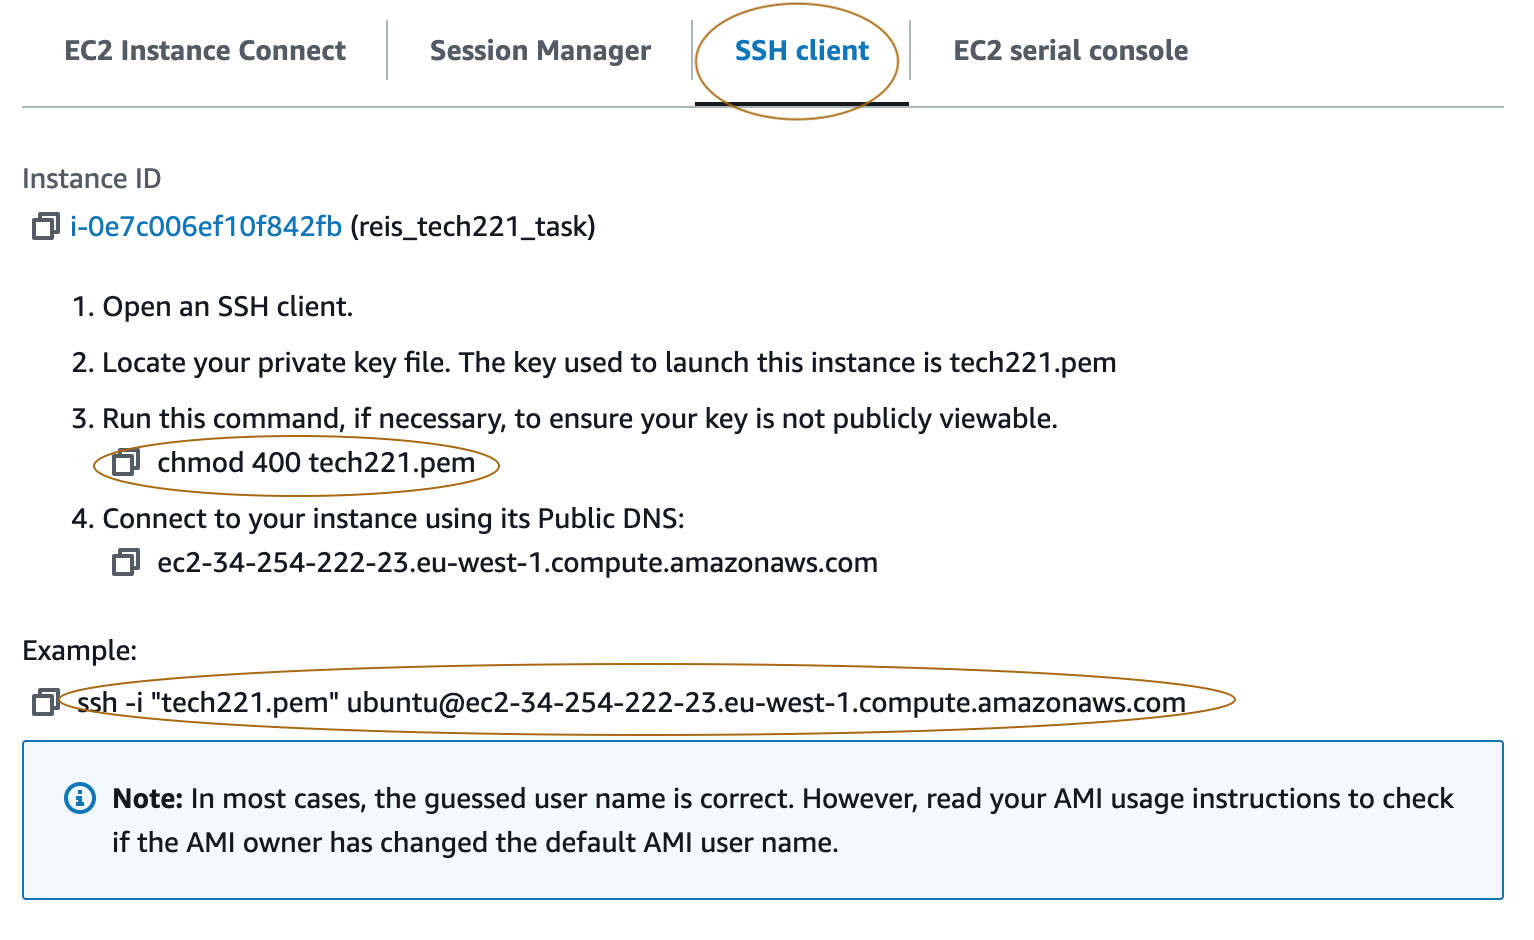 EC2 Instance Connect
Session Manager
SSH client
EC2 serial console
Instance ID
i-0e7c006ef10f842fb (reis_tech221_task)
1. Open an SSH client.
2. Locate your private key file. The key used to launch this instance is tech221.pem
3. Run this command, if necessary, to ensure your key is not publicly viewable.
chmod 400 tech221.pem
4. Connect to your instance using its Public DNS:
ec2-34-254-222-23.eu-west-1.compute.amazonaws.com
Example:
ssh -i "tech221.pem" ubuntu@ec2-34-254-222-23.eu-west-1.compute.amazonaws.com
Note: In most cases, the guessed user name is correct. However, read your AMI usage instructions to check
if the AMI owner has changed the default AMI user name.